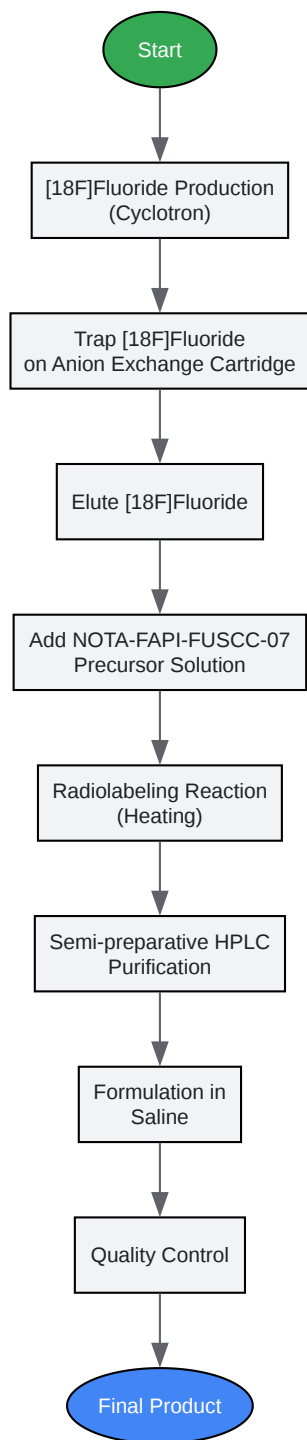 Start
[18F]Fluoride Production
(Cyclotron)
Trap [18F]Fluoride
on Anion Exchange Cartridge
Elute [18F]Fluoride
Add NOTA-FAPI-FUSCC-07
Precursor Solution
Radiolabeling Reaction
(Heating)
Semi-preparative HPLC
Purification
Formulation in
Saline
Quality Control
Final Product